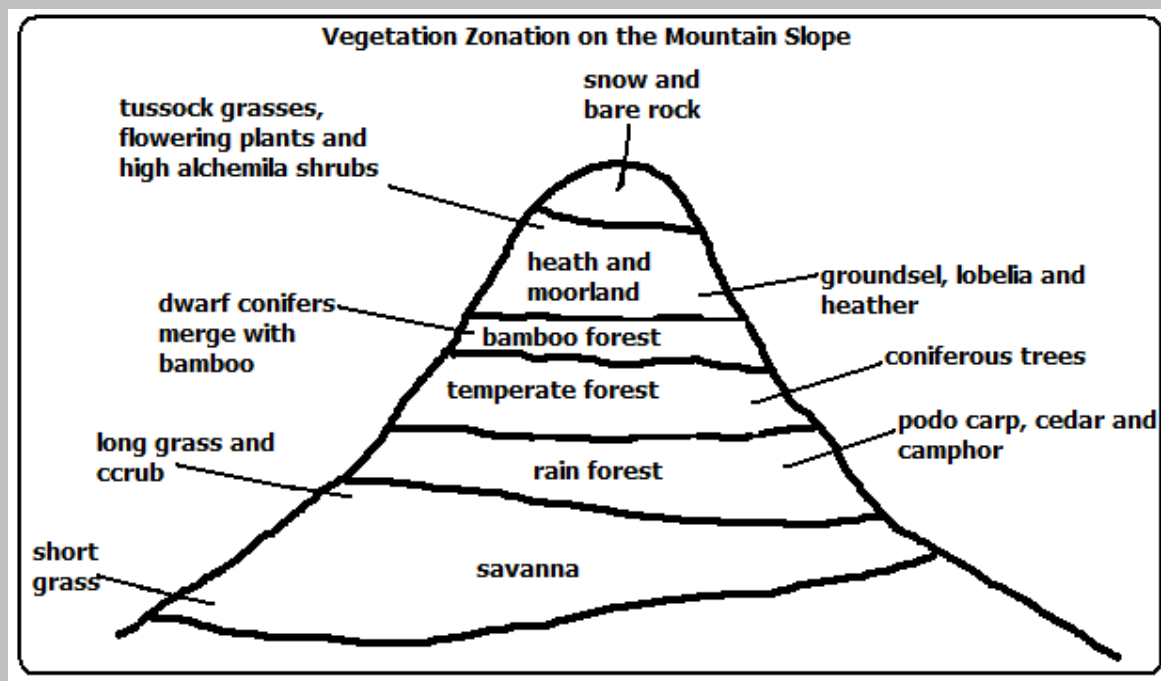 Vegetation Zonation on the Mountain Slope
snow and
bare rock
tussock grasses,
flowering plants and
high alchemila shrubs
heath and
moorland
groundsel, lobelia and
heather
dwarf conifers
merge with
bamboo
bamboo forest
coniferous trees
temperate forest
podo carp, cedar and
camphor
long grass and
ccrub
rain forest
short
grass
savanna